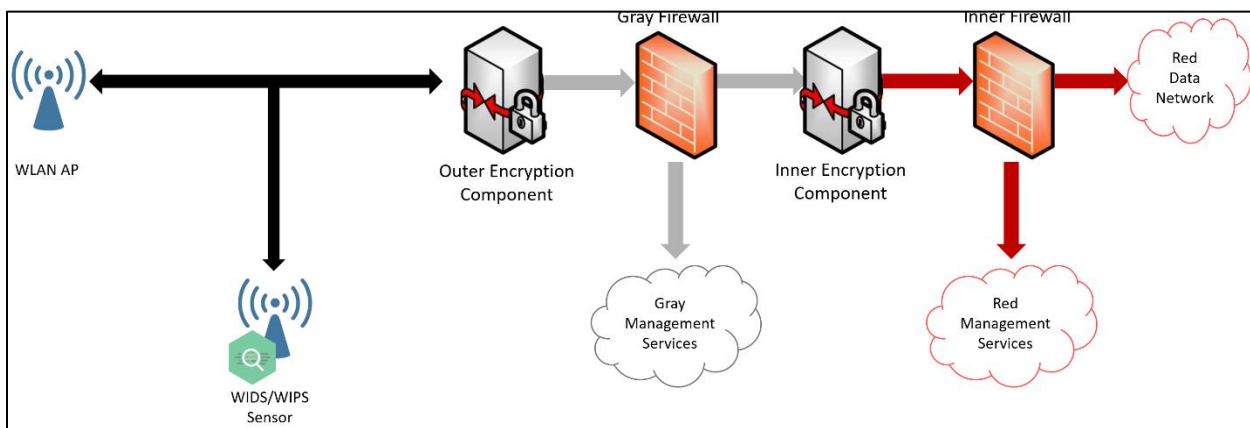 Gray Firewall
Inner Firewall
Red
Data
Network
WLAN AP
Outer Encryption
Component
Inner Encryption
Component
Gray
Management
Services
Red
Management
Services
WIDS/WIPS
Sensor